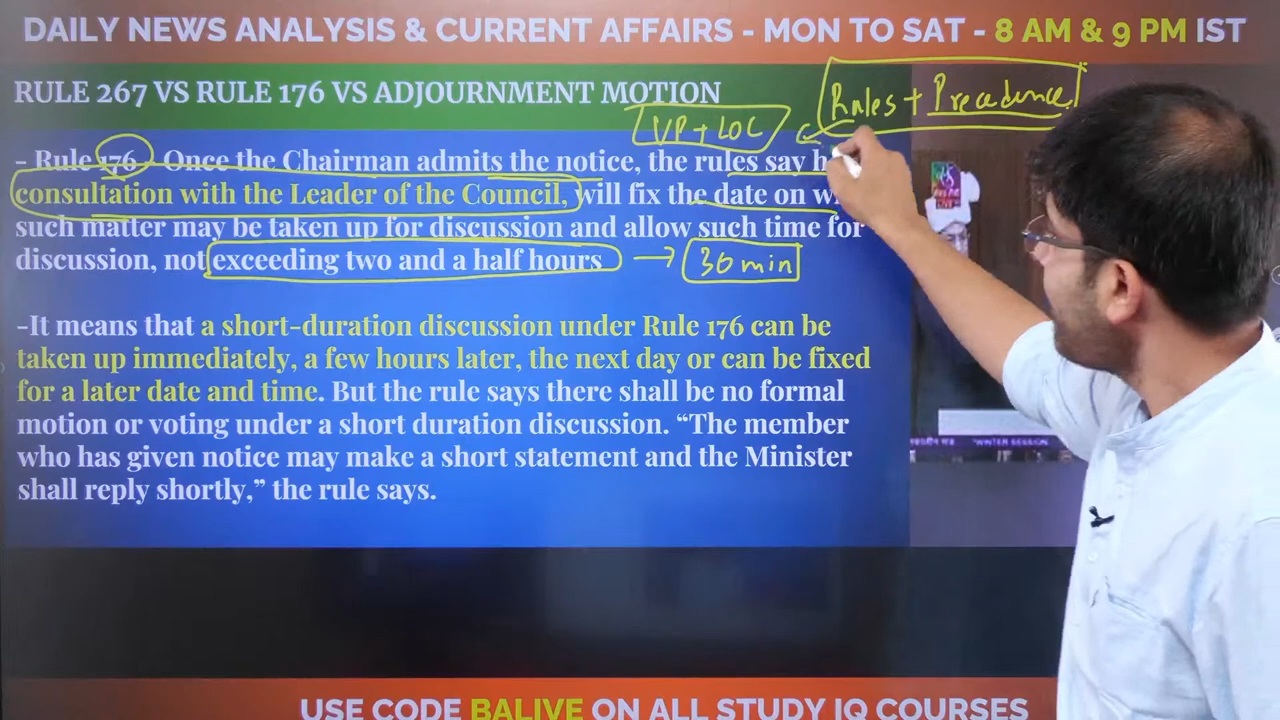 DAILY NEWS ANALYSIS & CURRENT AFFAIRS - MON TO SAT - 8 AM & 9 PM IST
RULE 267 VS RULE 176 VS ADJOURNMENT MOTION
Rules + Precedence
VP + LOC
- Rule 176 - Once the Chairman admits the notice, the rules say
consultation with the Leader of the Council, will fix the date on
such matter may be taken up for discussion and allow such time for
discussion, not exceeding two and a half hours → 30 min
-It means that a short-duration discussion under Rule 176 can be
taken up immediately, a few hours later, the next day or can be fixed
for a later date and time. But the rule says there shall be no formal
motion or voting under a short duration discussion. “The member
who has given notice may make a short statement and the Minister
shall reply shortly,” the rule says.
WINTER SESSION
USE CODE BALIVE ON ALL STUDY IQ COURSES